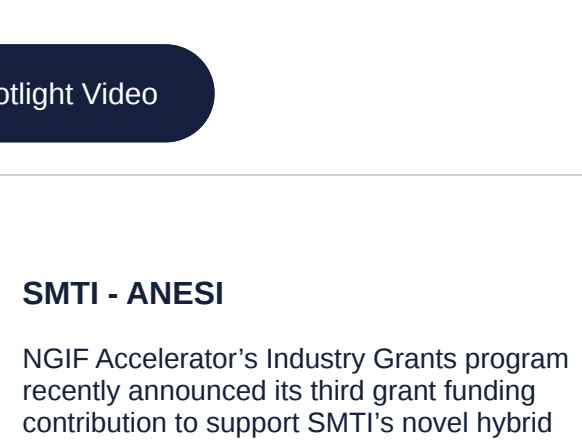 otlight Video
SMTI - ANESI
NGIF Accelerator’s Industry Grants program
recently announced its third grant funding
contribution to support SMTI’s novel hybrid